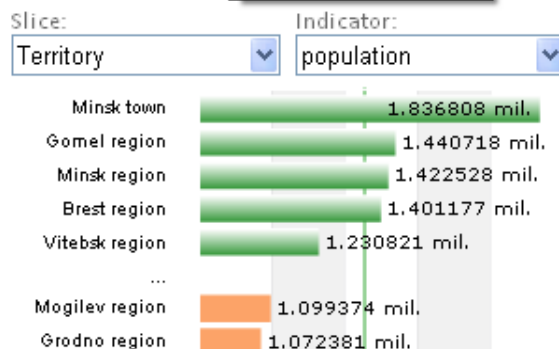 Slice: Indicator:
Territory population
Minsk town 1.836808 mil.
Gomel region 1.440718 mil.
Minsk region 1.422528 mil.
Brest region 1.401177 mil.
Vitebsk region 1.230821 mil.
...
Mogilev region 1.099374 mil.
Grodno region 1.072381 mil.